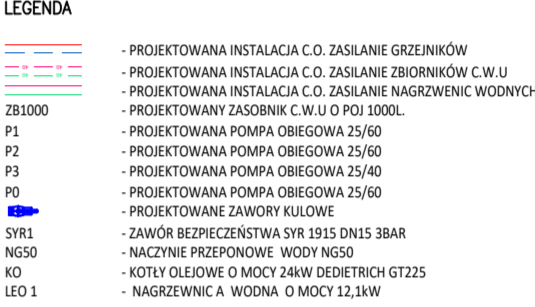 LEGENDA
- PROJEKTOWANA INSTALACJA C.O. ZASILANIE GRZEJNIKÓW
- PROJEKTOWANA INSTALACJA C.O. ZASILANIE ZBIORNIKÓW C.W.U
- PROJEKTOWANA INSTALACJA C.O. ZASILANIE NAGRZWENIC WODNYCH
ZB1000 - PROJEKTOWANY ZASOBNIK C.W.U O POJ 1000L.
P1 - PROJEKTOWANA POMPA OBIEGOWA 25/60
P2 - PROJEKTOWANA POMPA OBIEGOWA 25/60
P3 - PROJEKTOWANA POMPA OBIEGOWA 25/40
P0 - PROJEKTOWANA POMPA OBIEGOWA 25/60
- PROJEKTOWANE ZAWORY KULOWE
SYR1 - ZAWÓR BEZPIECZEŃSTWA SYR 1915 DN15 3BAR
NG50 - NACZYNIE PRZEPONOWE WODY NG50
KO - KOTŁY OLEJOWE O MOCY 24kW DEDIETRICH GT225
LEO 1 - NAGRZEWNIC A WODNA O MOCY 12,1kW